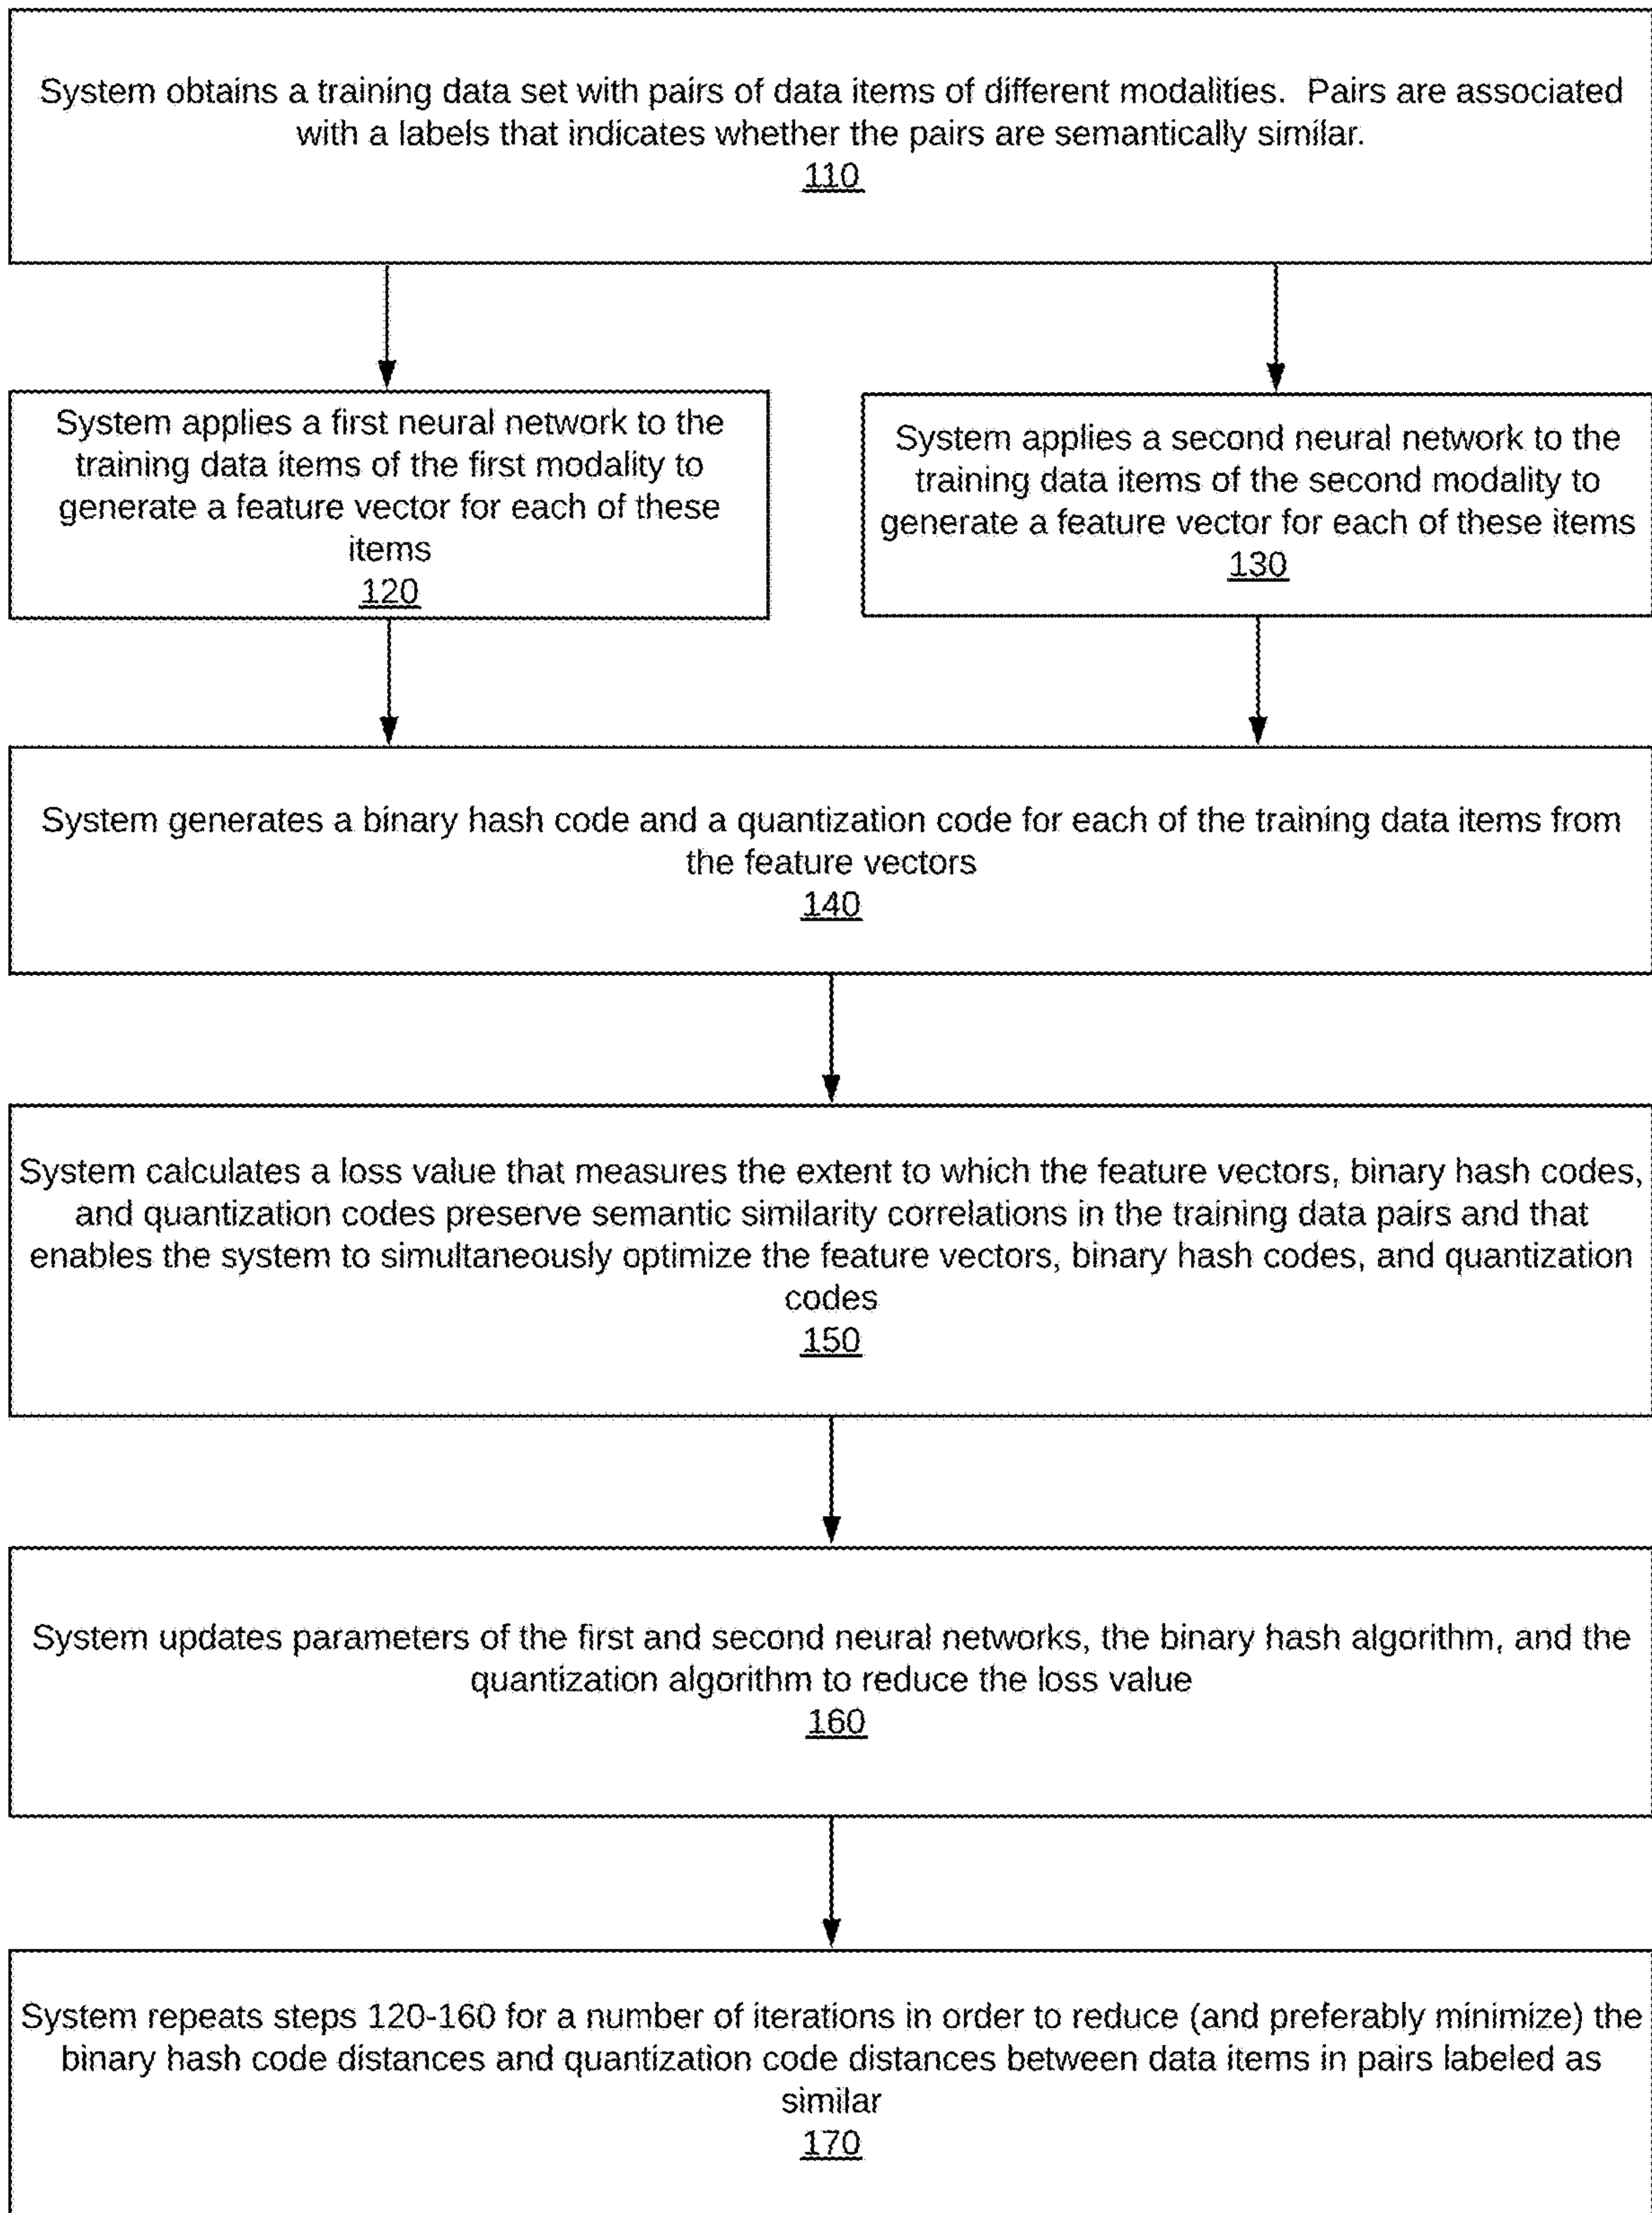 System obtains a training data set with pairs of data items of different modalities.  Pairs are associated
with a labels that indicates whether the pairs are semantically similar.
110
System applies a first neural network to the
training data items of the first modality to
generate a feature vector for each of these
items
120
System applies a second neural network to the
training data items of the second modality to
generate a feature vector for each of these items
130
System generates a binary hash code and a quantization code for each of the training data items from
the feature vectors
140
System calculates a loss value that measures the extent to which the feature vectors, binary hash codes,
and quantization codes preserve semantic similarity correlations in the training data pairs and that
enables the system to simultaneously optimize the feature vectors, binary hash codes, and quantization
codes
150
System updates parameters of the first and second neural networks, the binary hash algorithm, and the
quantization algorithm to reduce the loss value
160
System repeats steps 120-160 for a number of iterations in order to reduce (and preferably minimize) the
binary hash code distances and quantization code distances between data items in pairs labeled as
similar
170